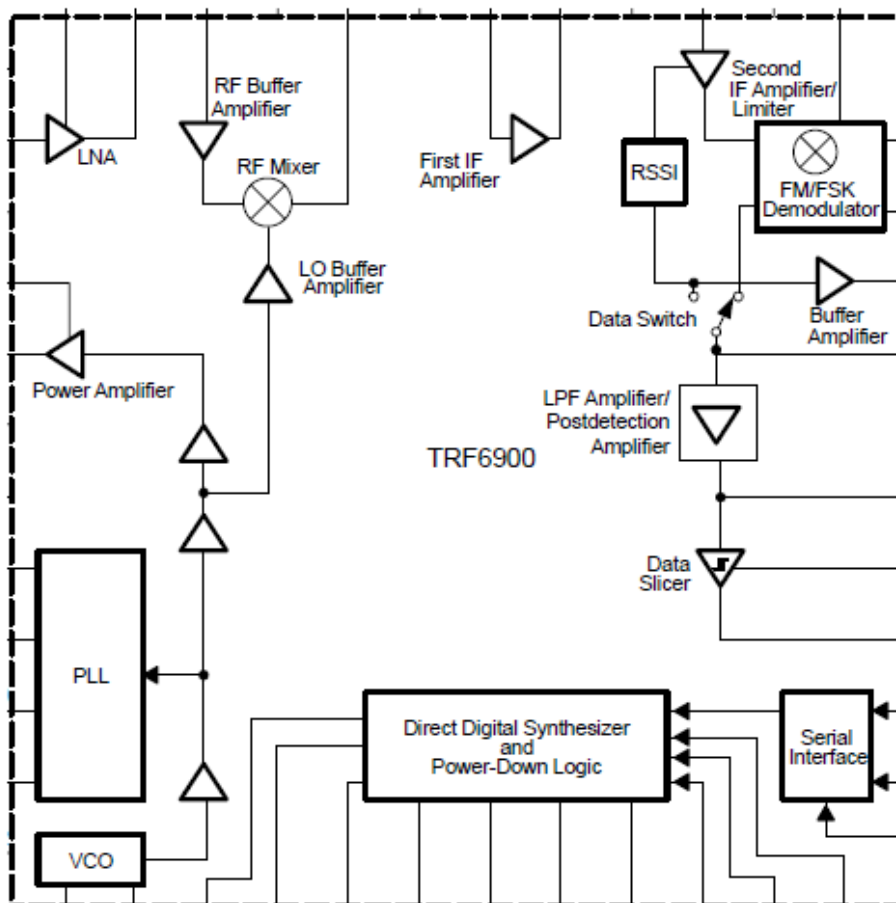 RF Buffer
Amplifier
LNA
RF Mixer
First IF
Amplifier
Second
IF Amplifier/
Limiter
RSSI
FM/FSK
Demodulator
LO Buffer
Amplifier
Data Switch
Buffer
Amplifier
Power Amplifier
LPF Amplifier/
Postdetection
Amplifier
TRF6900
Data
Slicer
PLL
Direct Digital Synthesizer
and
Power-Down Logic
Serial
Interface
VCO